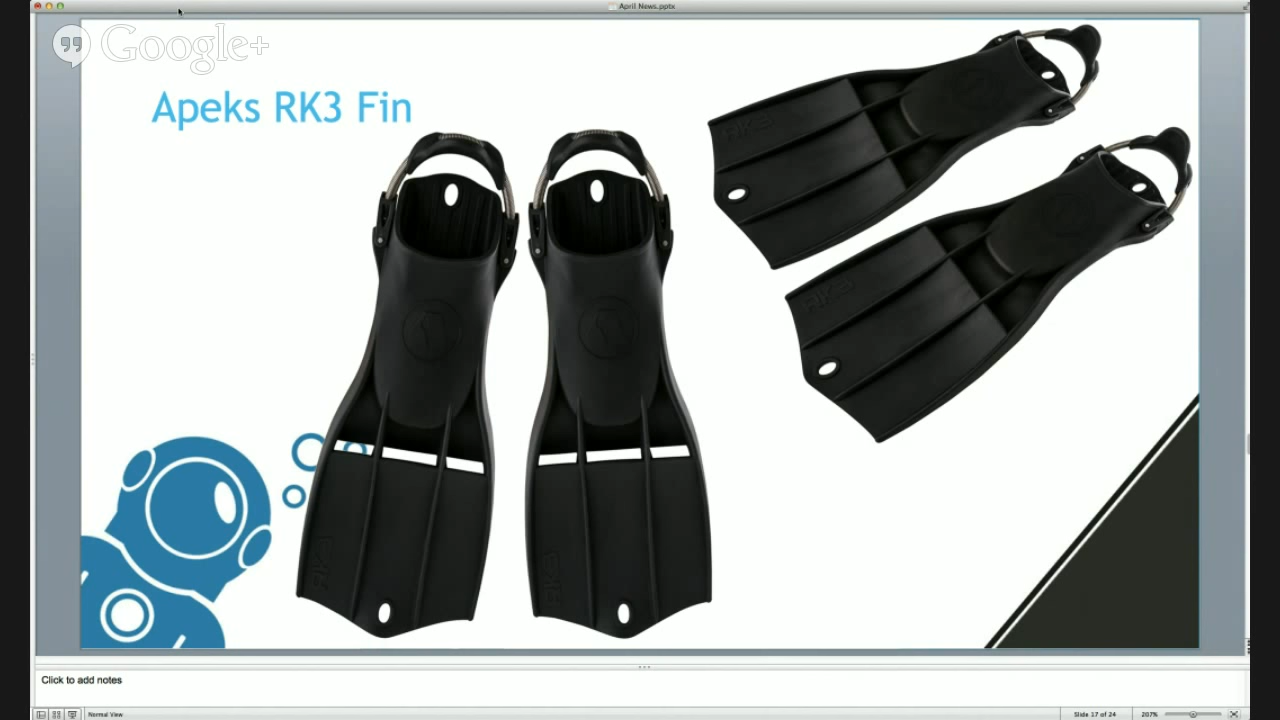 April News.pptx
Google+
Apeks RK3 Fin
RK3
RK3
RK3
RK3
Click to add notes
Normal View
Slide 17 of 24
207%